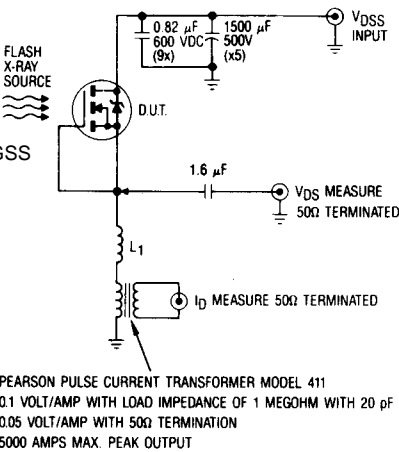 0.82 µF
600 VDC
(9x)
1500 µF
500V
(x5)
VDSS
INPUT
FLASH
X-RAY
SOURCE
D.U.T.
GSS
1.6 µF
VDS MEASURE
50Ω TERMINATED
L1
ID MEASURE 50Ω TERMINATED
PEARSON PULSE CURRENT TRANSFORMER MODEL 411
0.1 VOLT/AMP WITH LOAD IMPEDANCE OF 1 MEGOHM WITH 20 pF
0.05 VOLT/AMP WITH 50Ω TERMINATION
5000 AMPS MAX. PEAK OUTPUT